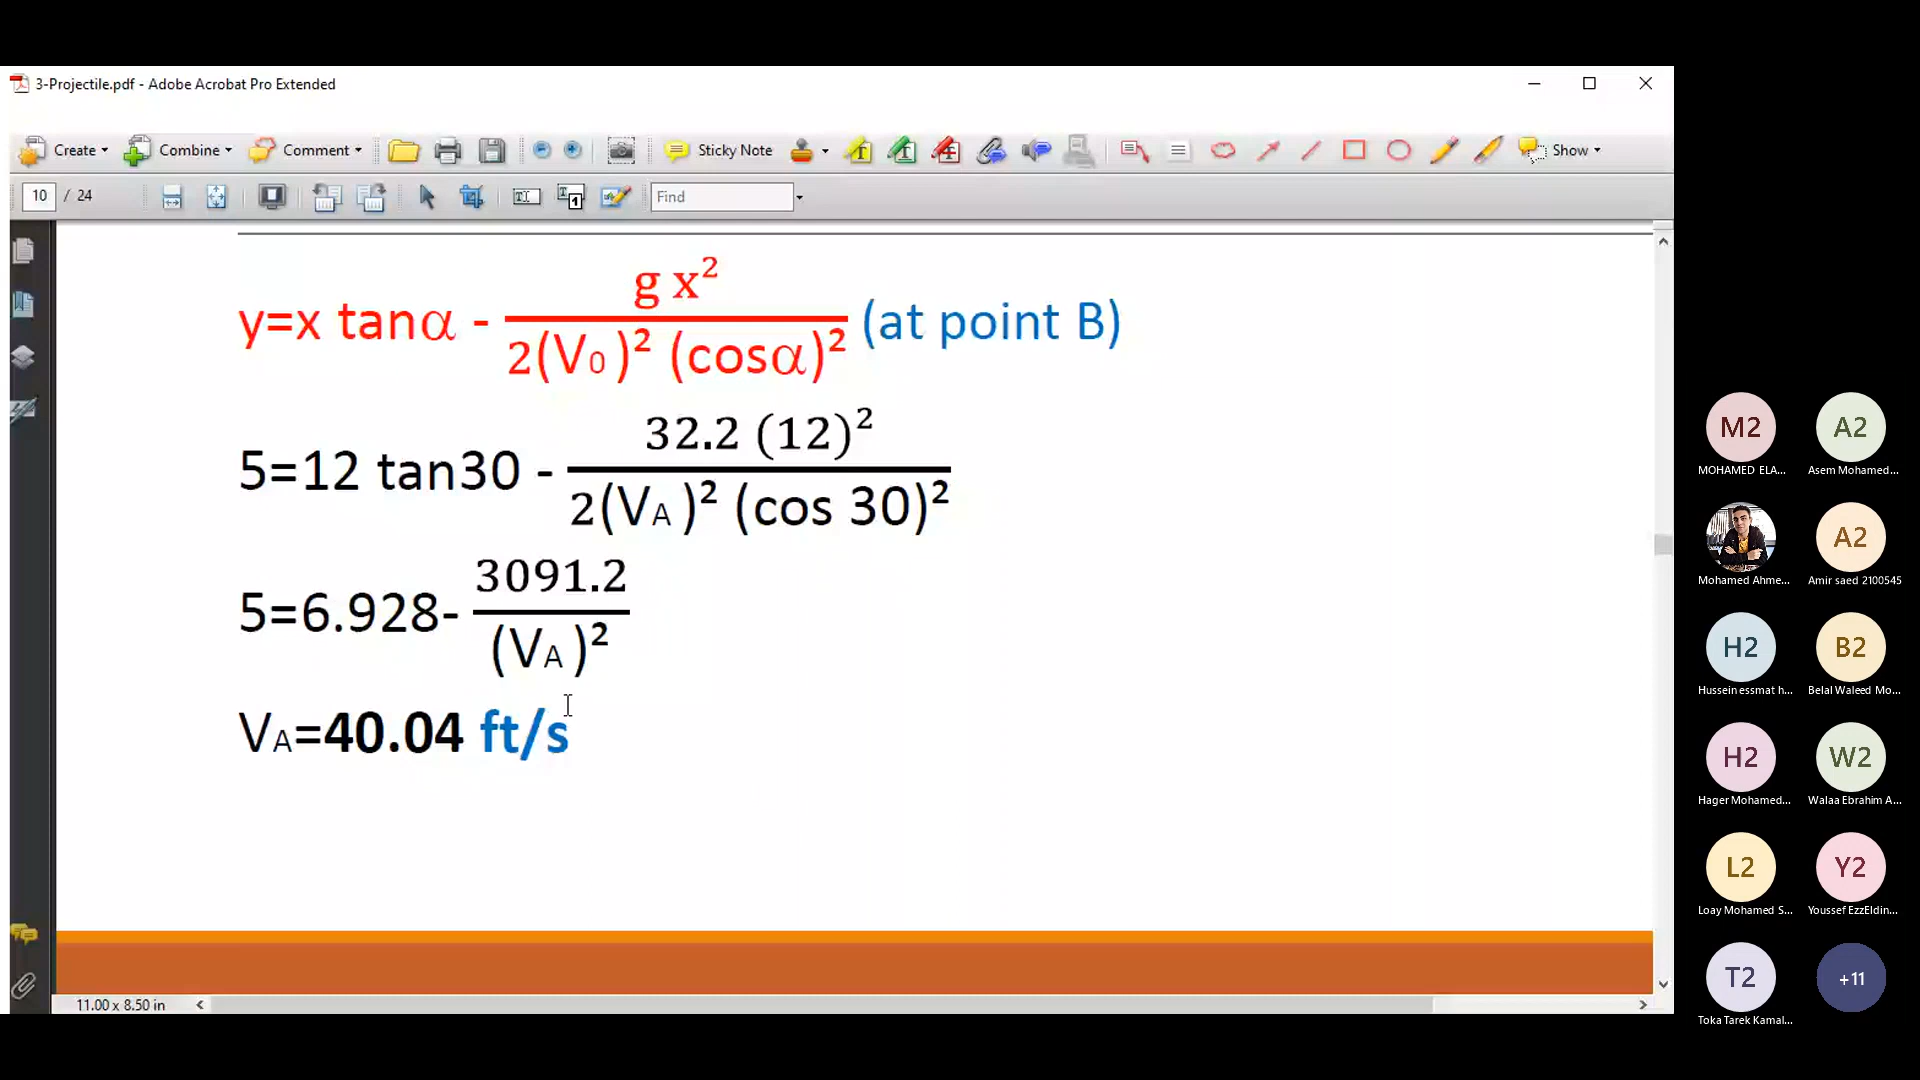 3-Projectile.pdf - Adobe Acrobat Pro Extended
Create Combine Comment Sticky Note Show
10 / 24 Find
y=x tanα - g x² / 2(V₀ )² (cosα)² (at point B)
5=12 tan30 - 32.2 (12)² / 2(VA )² (cos 30)²
5=6.928- 3091.2 / (VA )²
VA=40.04 ft/s
11.00 x 8.50 in
M2 A2
MOHAMED ELA... Asem Mohamed...
A2
Mohamed Ahme... Amir saed 2100545
H2 B2
Hussein essmat h... Belal Waleed Mo...
H2 W2
Hager Mohamed... Walaa Ebrahim A...
L2 Y2
Loay Mohamed S... Youssef EzzEldin...
T2 +11
Toka Tarek Kamal...